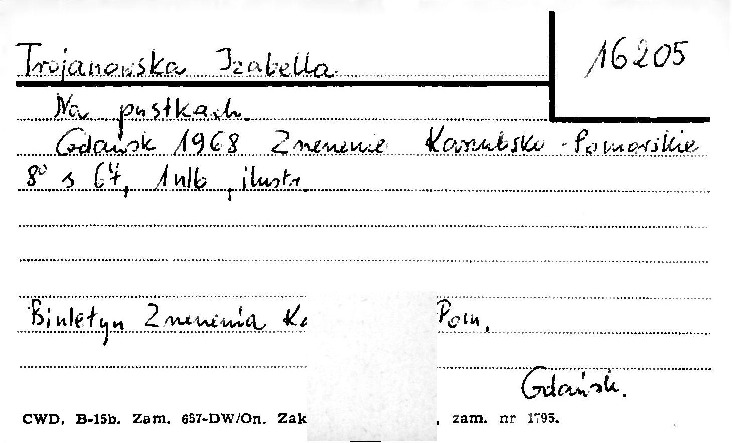 Trojanowska Izabella
16205
Na pustkach.
Gdańsk 1968 Zrzeszenie Kaszubsko-Pomorskie
8° s 64, 1 nlb, ilustr.
Biuletyn Zrzeszenia Ka Pom.
Gdańsk.
CWD, B-15b. Zam. 657-DW/On. Zak , zam. nr 1795.